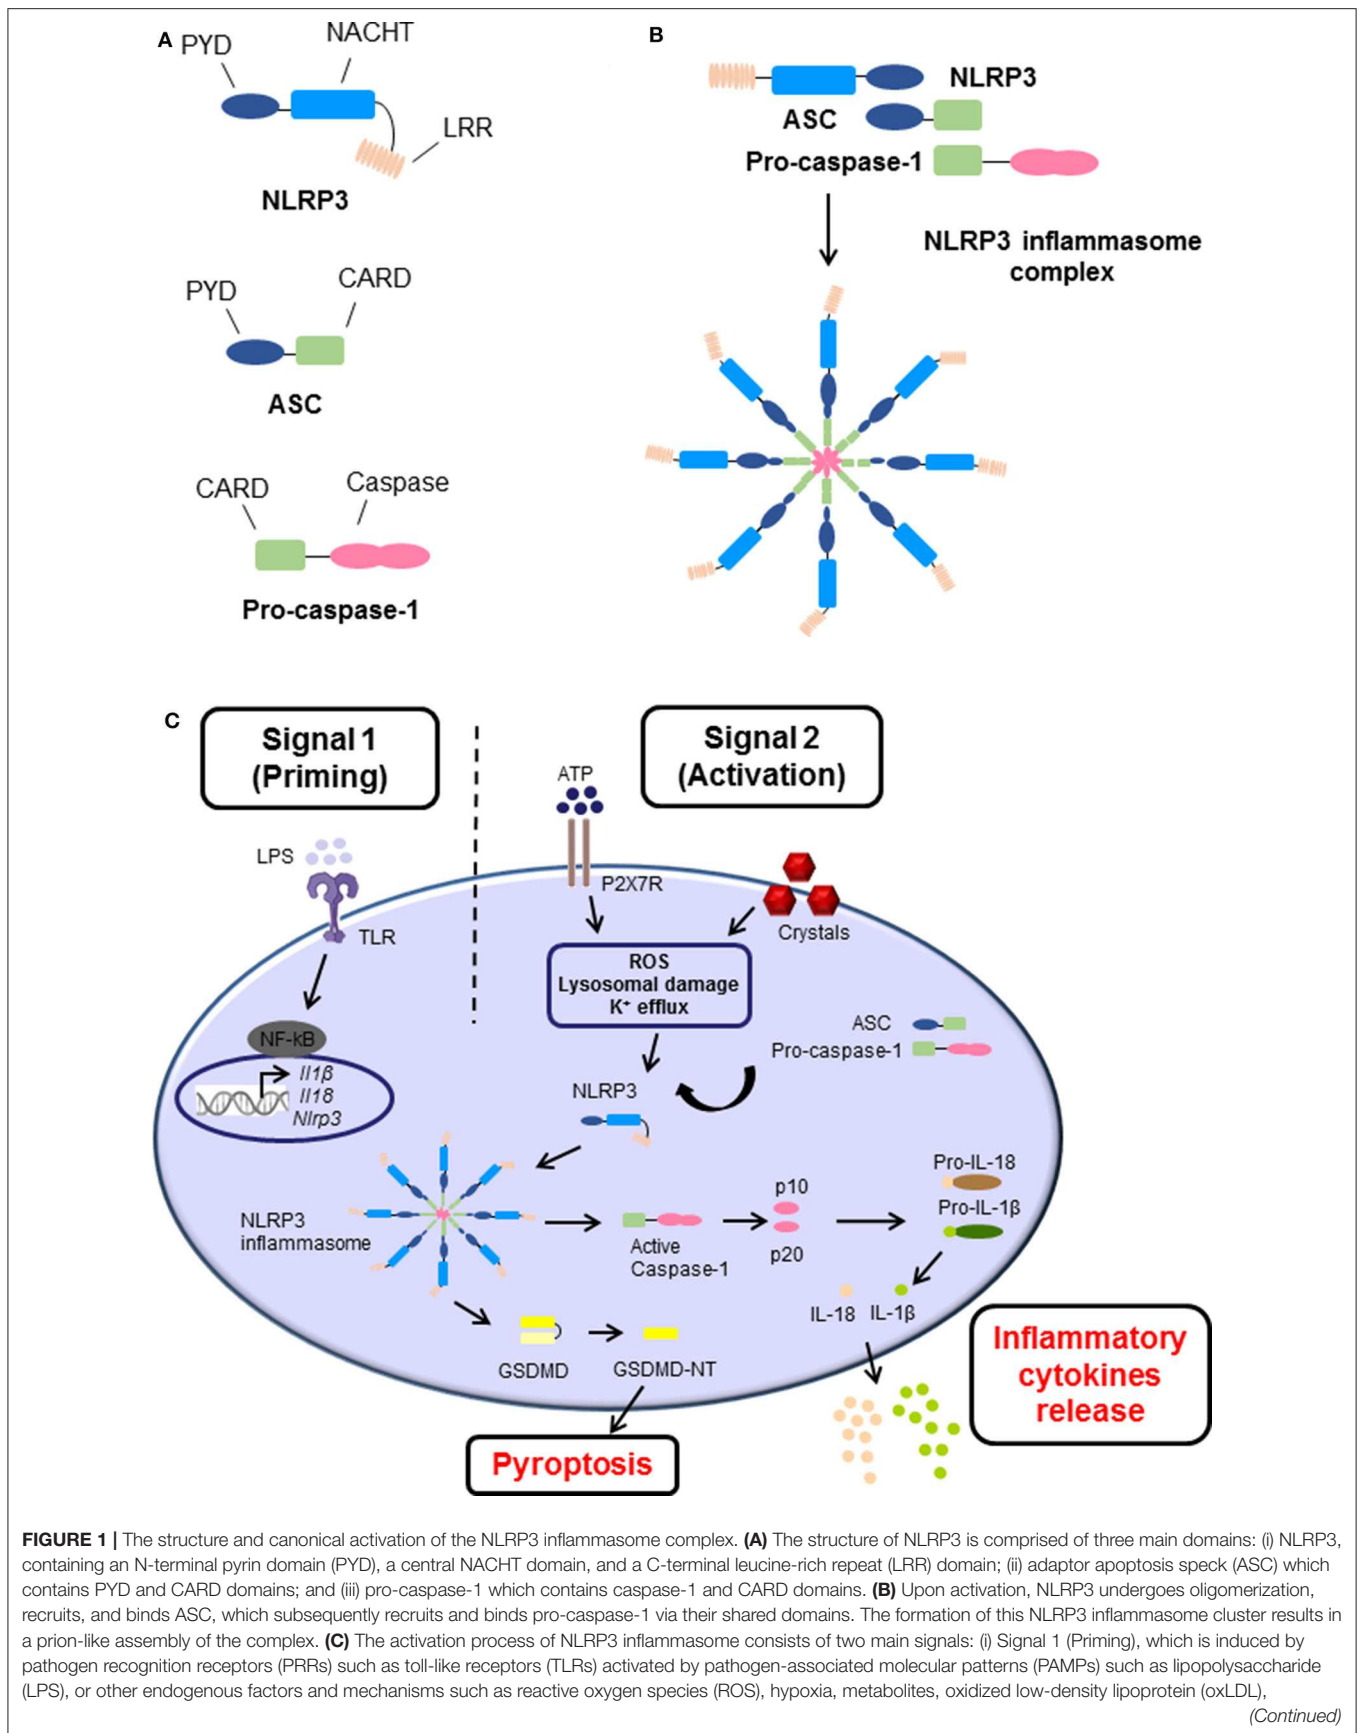 A
PYD
NACHT
LRR
NLRP3
PYD
CARD
ASC
CARD
Caspase
Pro-caspase-1
B
NLRP3
ASC
Pro-caspase-1
NLRP3 inflammasome
complex
C
Signal 1
(Priming)
Signal 2
(Activation)
ATP
LPS
P2X7R
TLR
Crystals
ROS
Lysosomal damage
K⁺ efflux
NF-kB
Il1β
Il18
Nlrp3
ASC
Pro-caspase-1
NLRP3
NLRP3
inflammasome
Active
Caspase-1
p10
p20
Pro-IL-18
Pro-IL-1β
IL-18
IL-1β
GSDMD
GSDMD-NT
Pyroptosis
Inflammatory
cytokines
release
FIGURE 1 | The structure and canonical activation of the NLRP3 inflammasome complex. (A) The structure of NLRP3 is comprised of three main domains: (i) NLRP3,
containing an N-terminal pyrin domain (PYD), a central NACHT domain, and a C-terminal leucine-rich repeat (LRR) domain; (ii) adaptor apoptosis speck (ASC) which
contains PYD and CARD domains; and (iii) pro-caspase-1 which contains caspase-1 and CARD domains. (B) Upon activation, NLRP3 undergoes oligomerization,
recruits, and binds ASC, which subsequently recruits and binds pro-caspase-1 via their shared domains. The formation of this NLRP3 inflammasome cluster results in
a prion-like assembly of the complex. (C) The activation process of NLRP3 inflammasome consists of two main signals: (i) Signal 1 (Priming), which is induced by
pathogen recognition receptors (PRRs) such as toll-like receptors (TLRs) activated by pathogen-associated molecular patterns (PAMPs) such as lipopolysaccharide
(LPS), or other endogenous factors and mechanisms such as reactive oxygen species (ROS), hypoxia, metabolites, oxidized low-density lipoprotein (oxLDL),
(Continued)